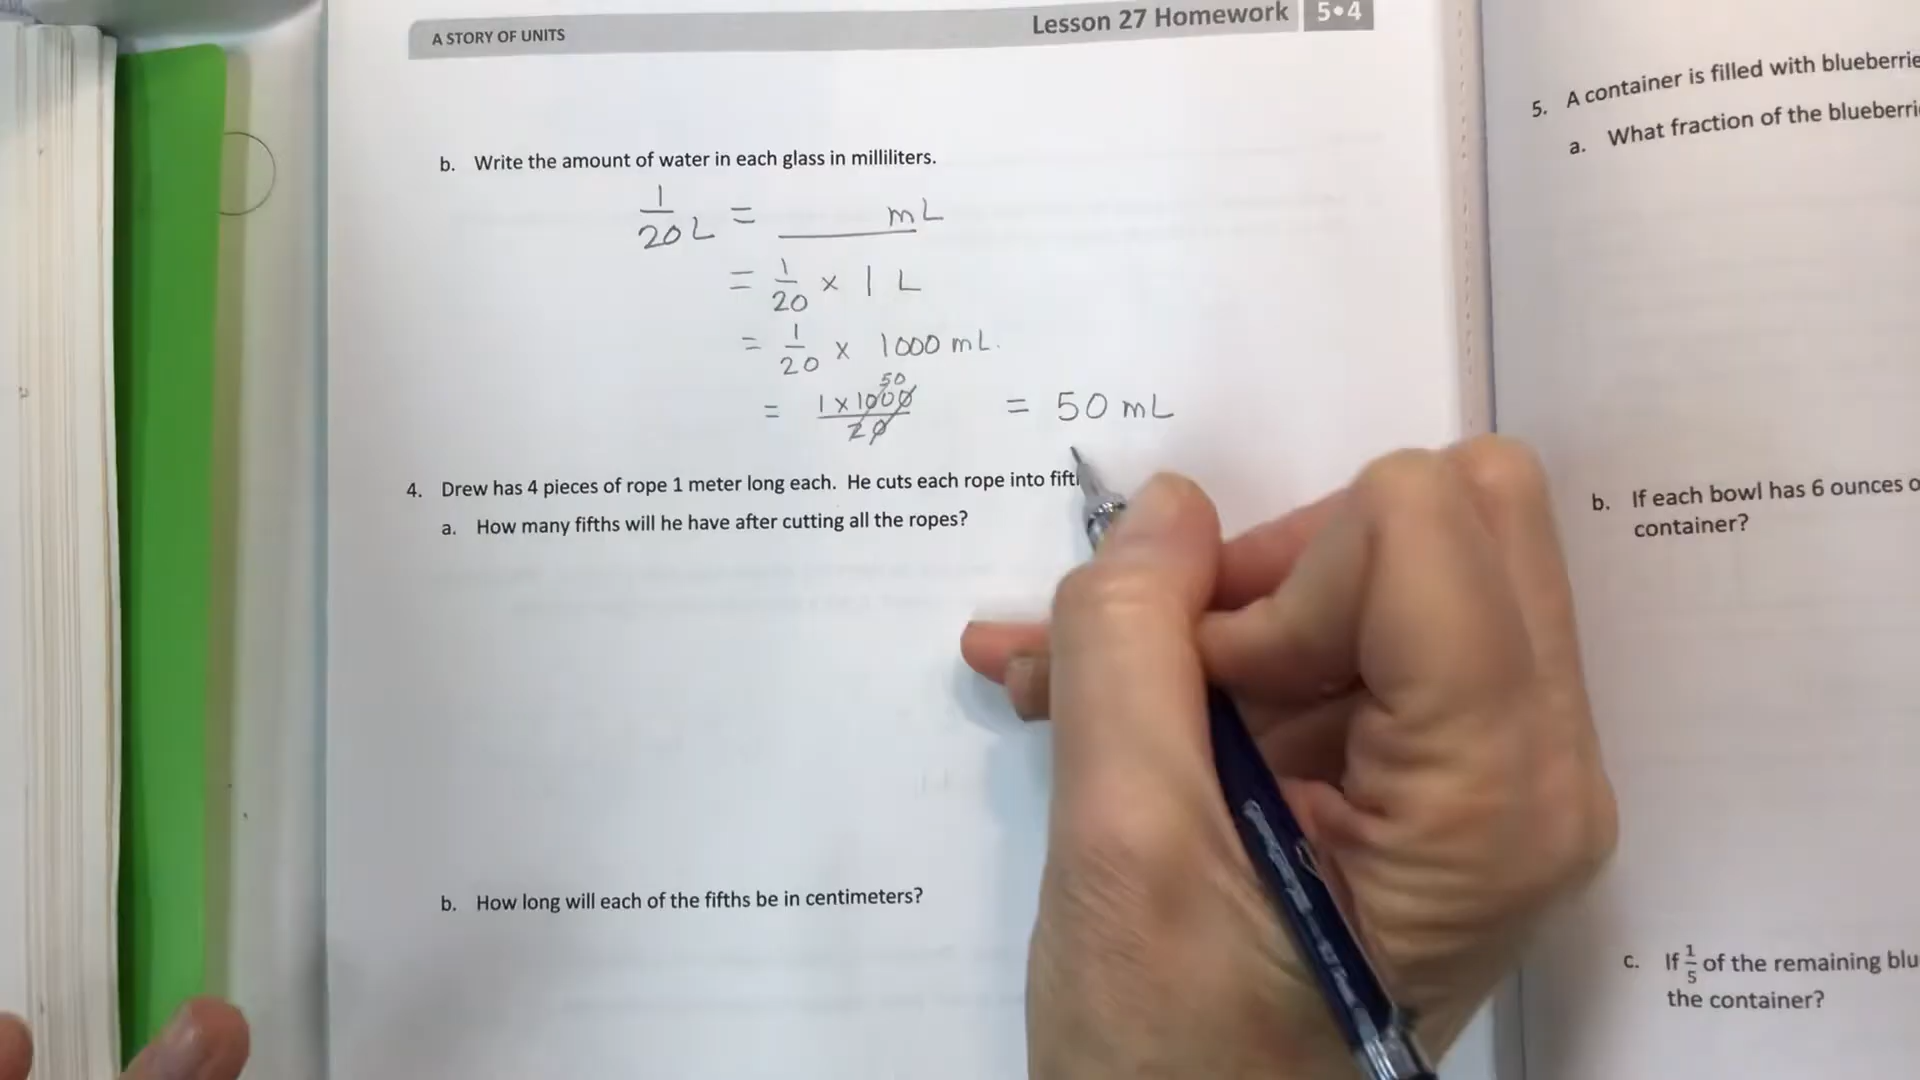 A STORY OF UNITS
Lesson 27 Homework 5•4
b. Write the amount of water in each glass in milliliters.
1/20 L = ____ mL
= 1/20 × 1 L
= 1/20 × 1000 mL.
50
= 1 × 1000 / 20 = 50 mL
4. Drew has 4 pieces of rope 1 meter long each. He cuts each rope into
a. How many fifths will he have after cutting all the ropes?
b. How long will each of the fifths be in centimeters?
5. A container is filled with
a. What fraction of the
b. If each bowl has 6 ounces
container?
c. If 1/5 of the remaining
the container?